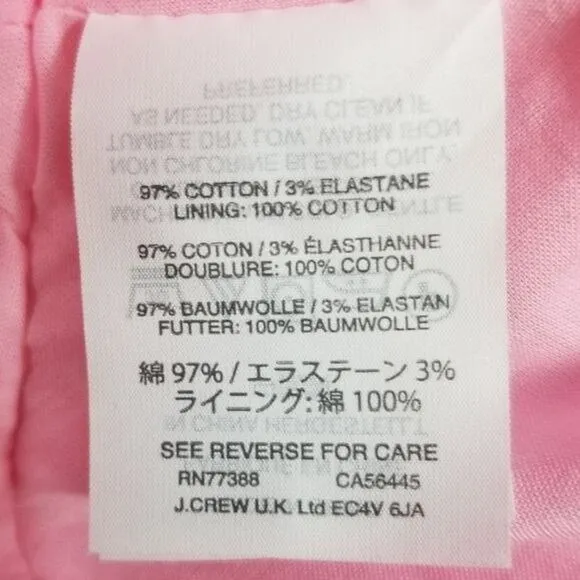 97% COTTON / 3% ELASTANE
LINING: 100% COTTON
97% COTON / 3% ÉLASTHANNE
DOUBLURE: 100% COTON
97% BAUMWOLLE / 3% ELASTAN
FUTTER: 100% BAUMWOLLE
綿 97% / エラステーン 3%
ライニング: 綿 100%
SEE REVERSE FOR CARE
RN77388 CA56445
J.CREW U.K. Ltd EC4V 6JA